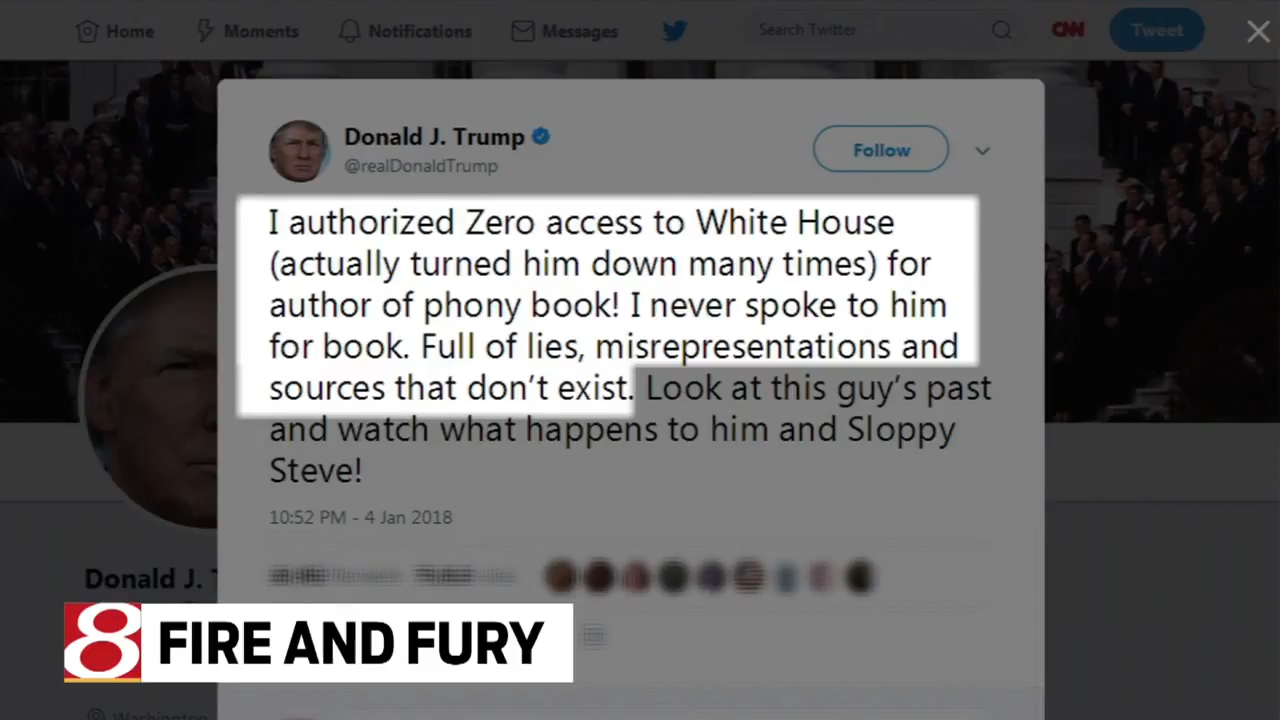 Home Moments Notifications Messages Search Twitter CNN Tweet
Donald J. Trump
@realDonaldTrump
Follow
I authorized Zero access to White House
(actually turned him down many times) for
author of phony book! I never spoke to him
for book. Full of lies, misrepresentations and
sources that don't exist. Look at this guy's past
and watch what happens to him and Sloppy
Steve!
10:52 PM - 4 Jan 2018
Donald J. T
8 FIRE AND FURY
Washington